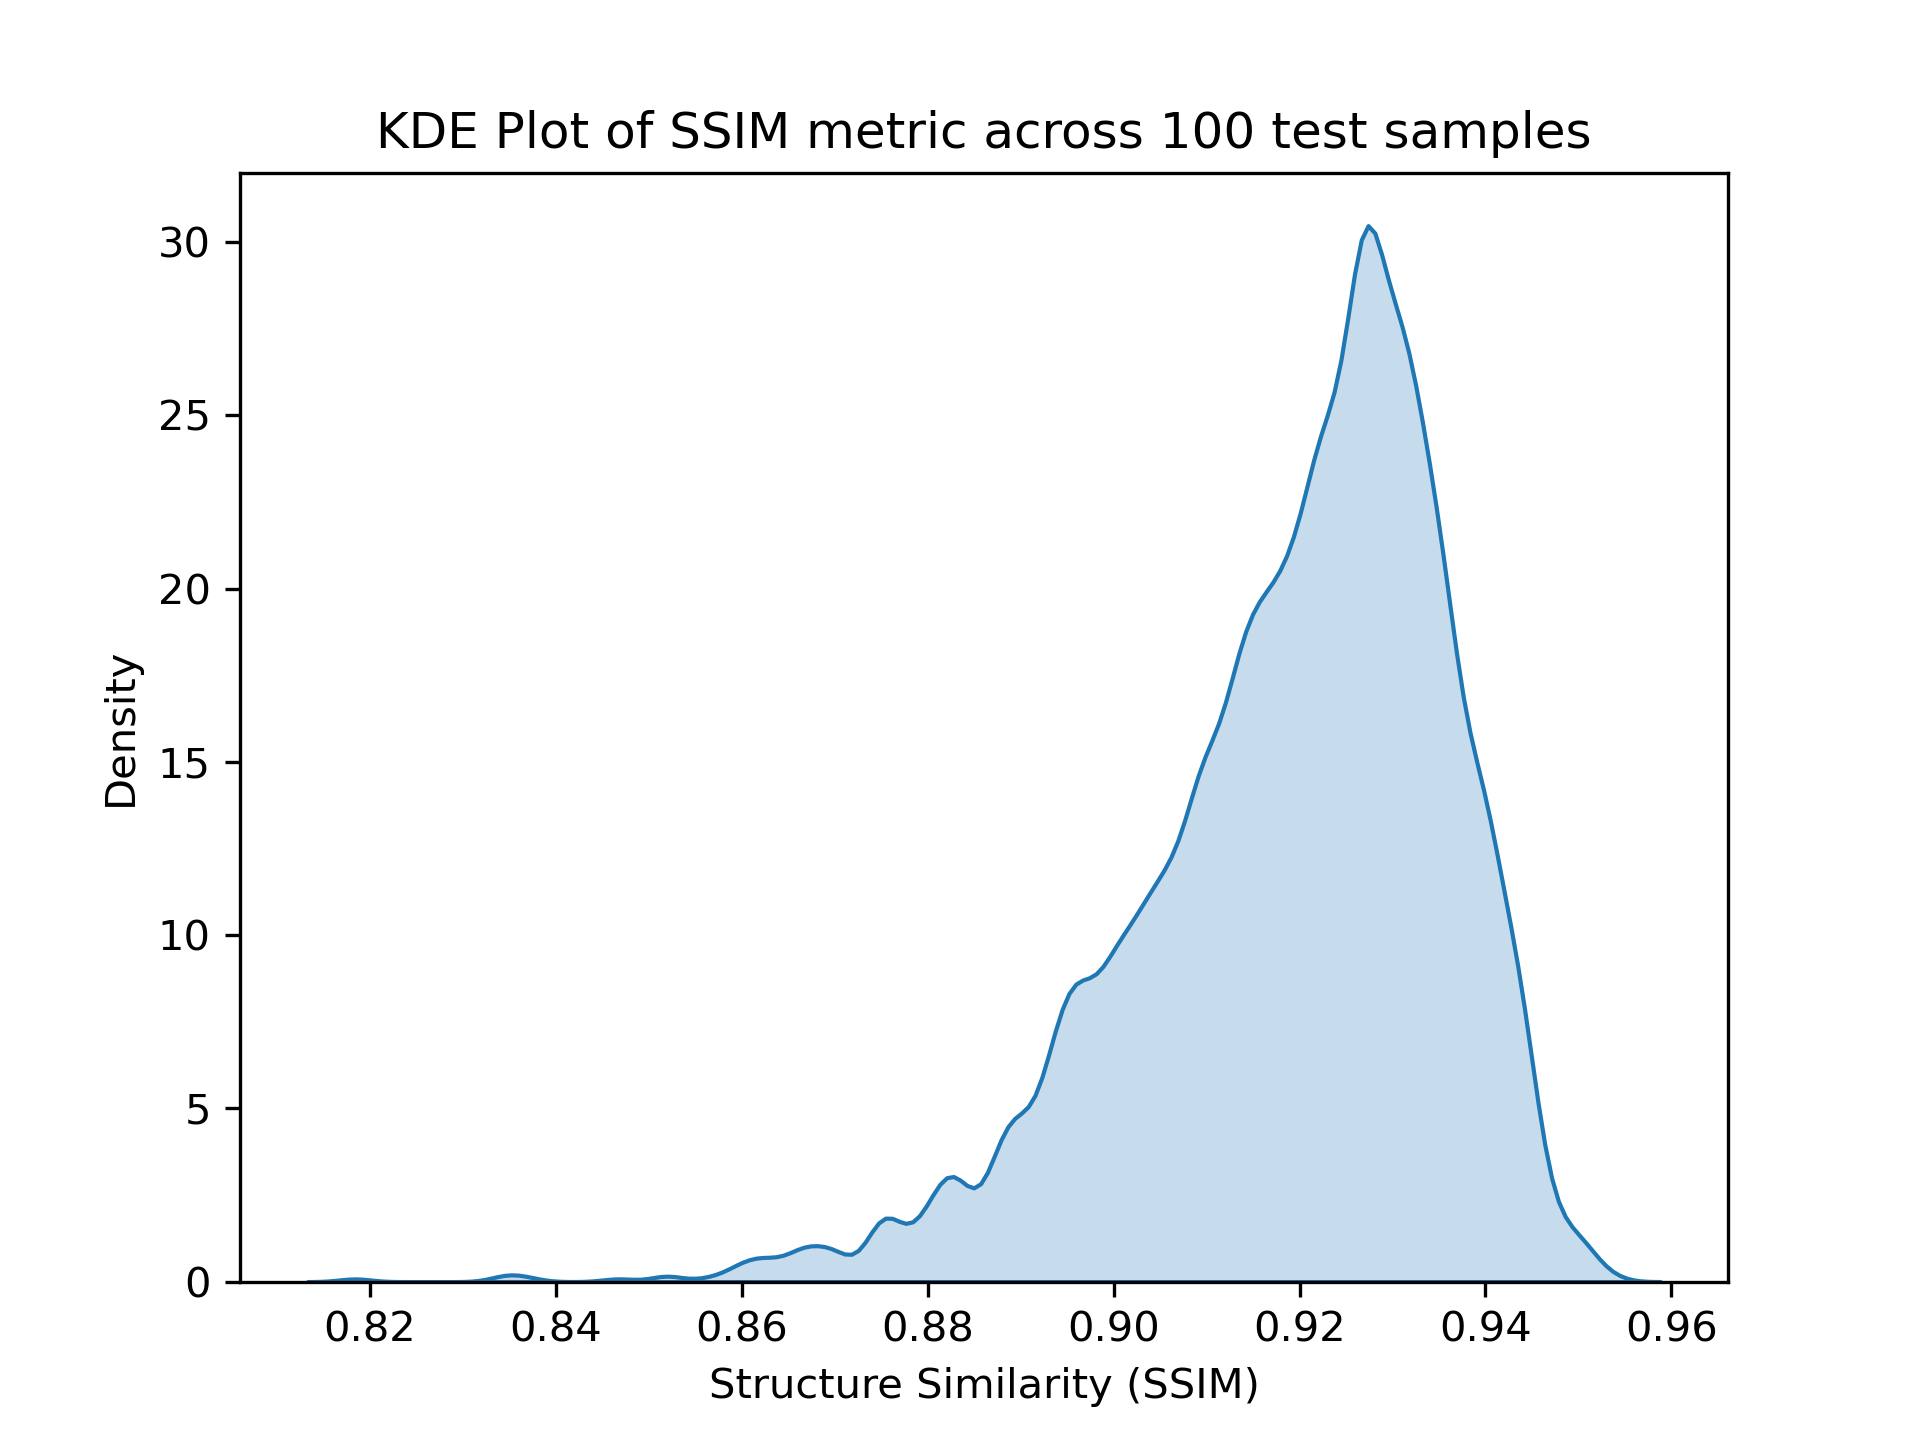 KDE Plot of SSIM metric across 100 test samples
30
25
20
15
10
5
0
Density
0.82 0.84 0.86 0.88 0.90 0.92 0.94 0.96
Structure Similarity (SSIM)